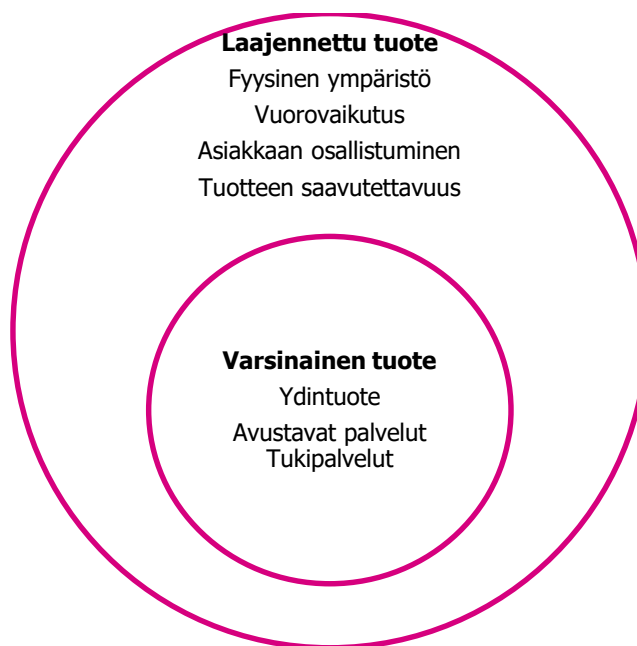 Laajennettu tuote
Fyysinen ympäristö
Vuorovaikutus
Asiakkaan osallistuminen
Tuotteen saavutettavuus
Varsinainen tuote
Ydintuote
Avustavat palvelut
Tukipalvelut